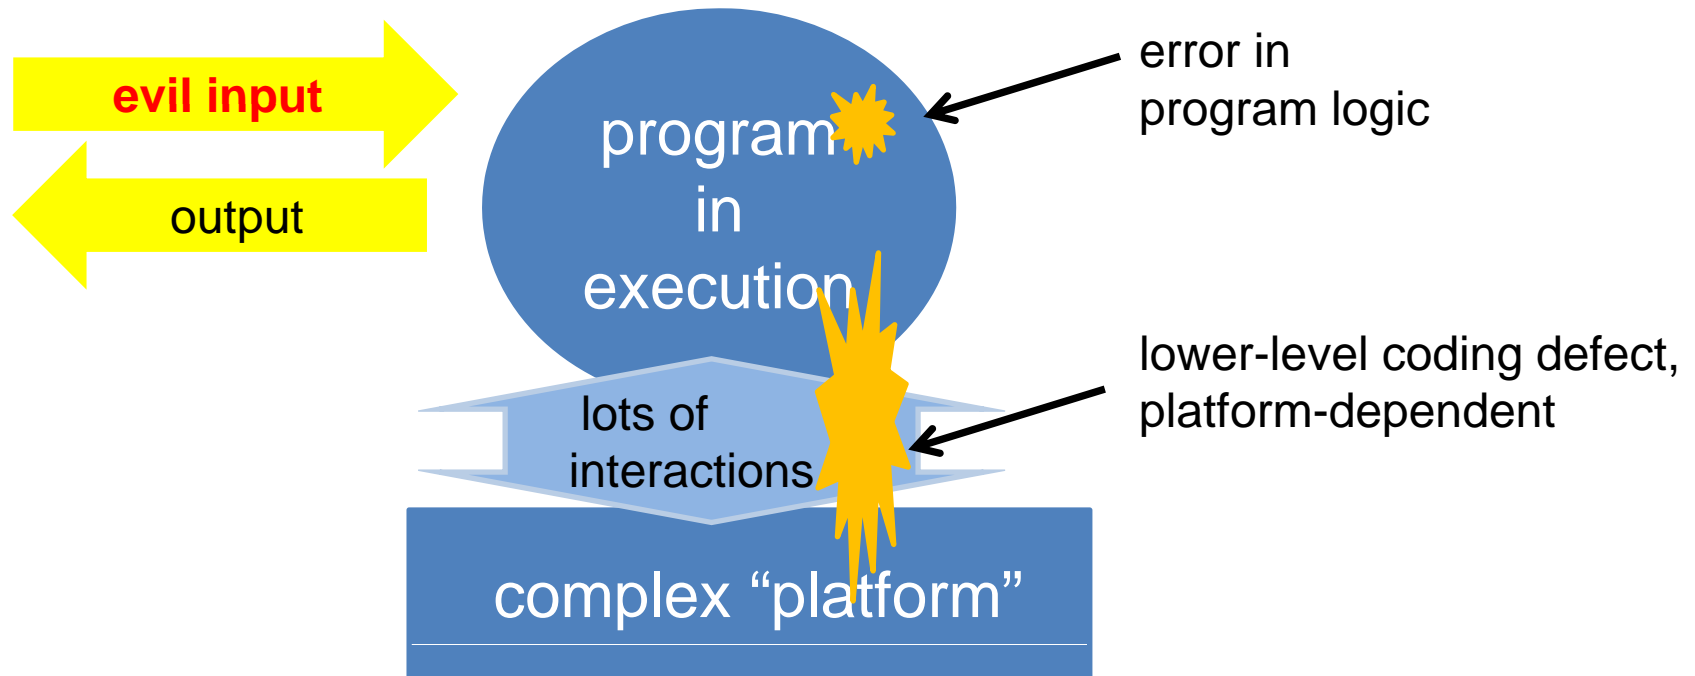 evil input
output
program
in
execution
lots of
interactions
complex “platform”
error in
program logic
lower-level coding defect,
platform-dependent